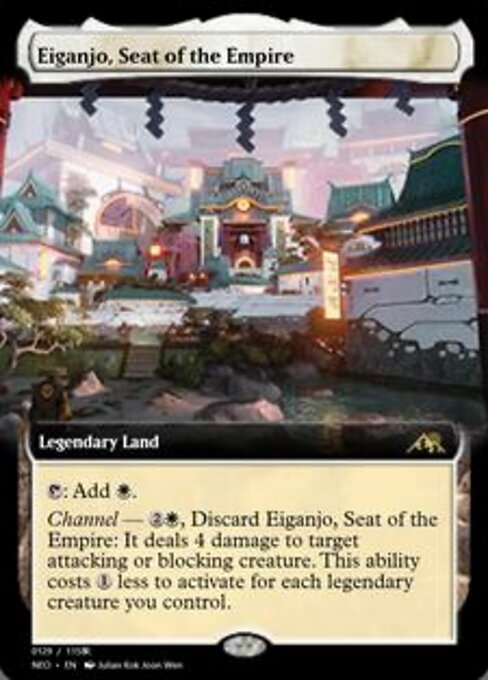 Eiganjo, Seat of the Empire
Legendary Land
: Add .
Channel — 2, Discard Eiganjo, Seat of the
Empire: It deals 4 damage to target
attacking or blocking creature. This ability
costs 1 less to activate for each legendary
creature you control.
NEO • EN Julian Kok Joon Wen